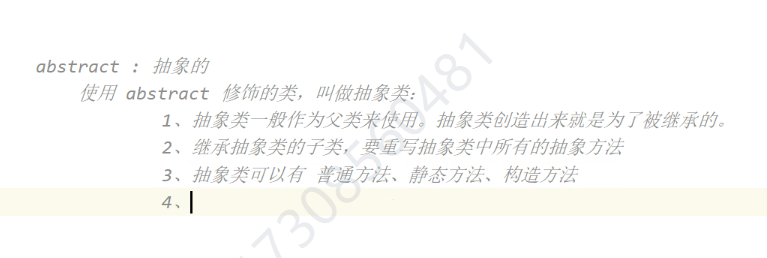 abstract : 抽象的
使用 abstract 修饰的类，叫做抽象类：
1、抽象类一般作为父类来使用。抽象类创造出来就是为了被继承的。
2、继承抽象类的子类，要重写抽象类中所有的抽象方法
3、抽象类可以有 普通方法、静态方法、构造方法
4、
17308560481